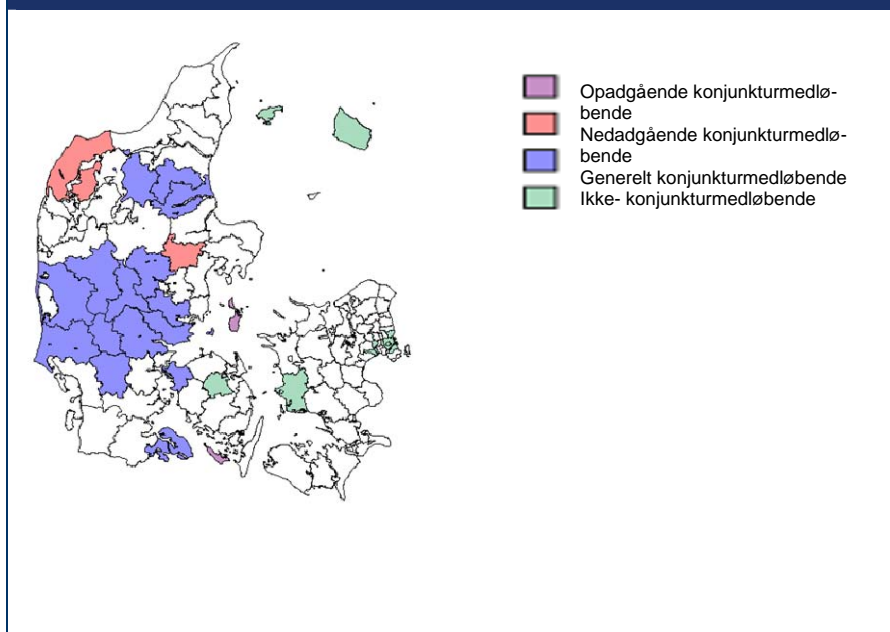 Opadgående konjunkturmedlø-
bende
Nedadgående konjunkturmedlø-
bende
Generelt konjunkturmedløbende
Ikke- konjunkturmedløbende